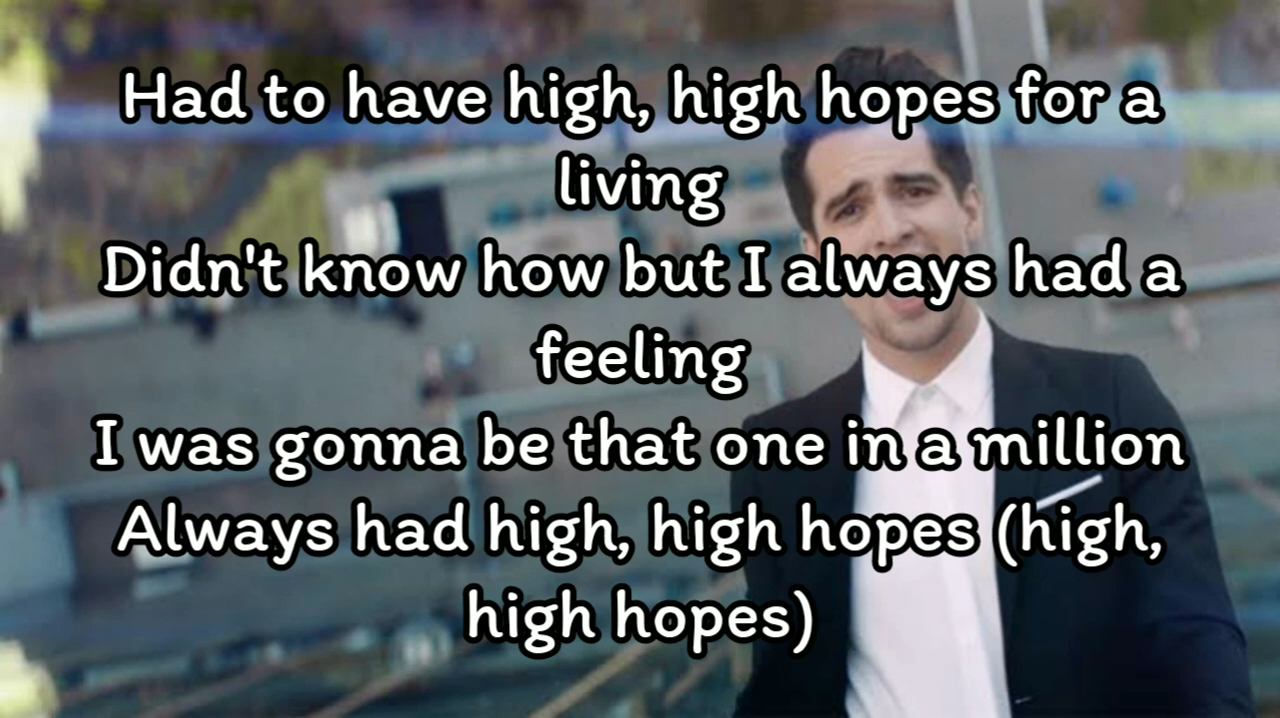 Had to have high, high hopes for a
living
Didn't know how but I always had a
feeling
I was gonna be that one in a million
Always had high, high hopes (high,
high hopes)